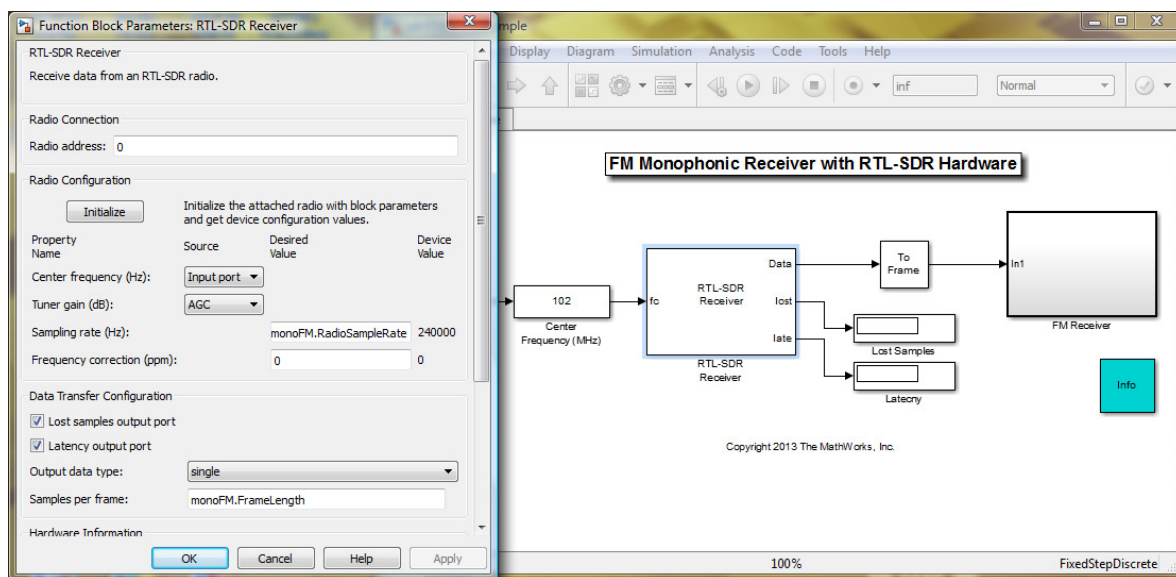 Function Block Parameters: RTL-SDR Receiver
RTL-SDR Receiver
Receive data from an RTL-SDR radio.
Radio Connection
Radio address: 0
Radio Configuration
Initialize
Initialize the attached radio with block parameters
and get device configuration values.
Property
Name
Source
Desired
Value
Device
Value
Center frequency (Hz): Input port
Tuner gain (dB): AGC
Sampling rate (Hz): monoFM.RadioSampleRate 240000
Frequency correction (ppm): 0 0
Data Transfer Configuration
Lost samples output port
Latency output port
Output data type: single
Samples per frame: monoFM.FrameLength
Hardware Information
OK Cancel Help Apply
mple
Display Diagram Simulation Analysis Code Tools Help
inf Normal
FM Monophonic Receiver with RTL-SDR Hardware
102
Center
Frequency (MHz)
fc
RTL-SDR
Receiver
Data
lost
late
RTL-SDR
Receiver
To
Frame
Lost Samples
Latecny
In1
FM Receiver
Info
Copyright 2013 The MathWorks, Inc.
100% FixedStepDiscrete